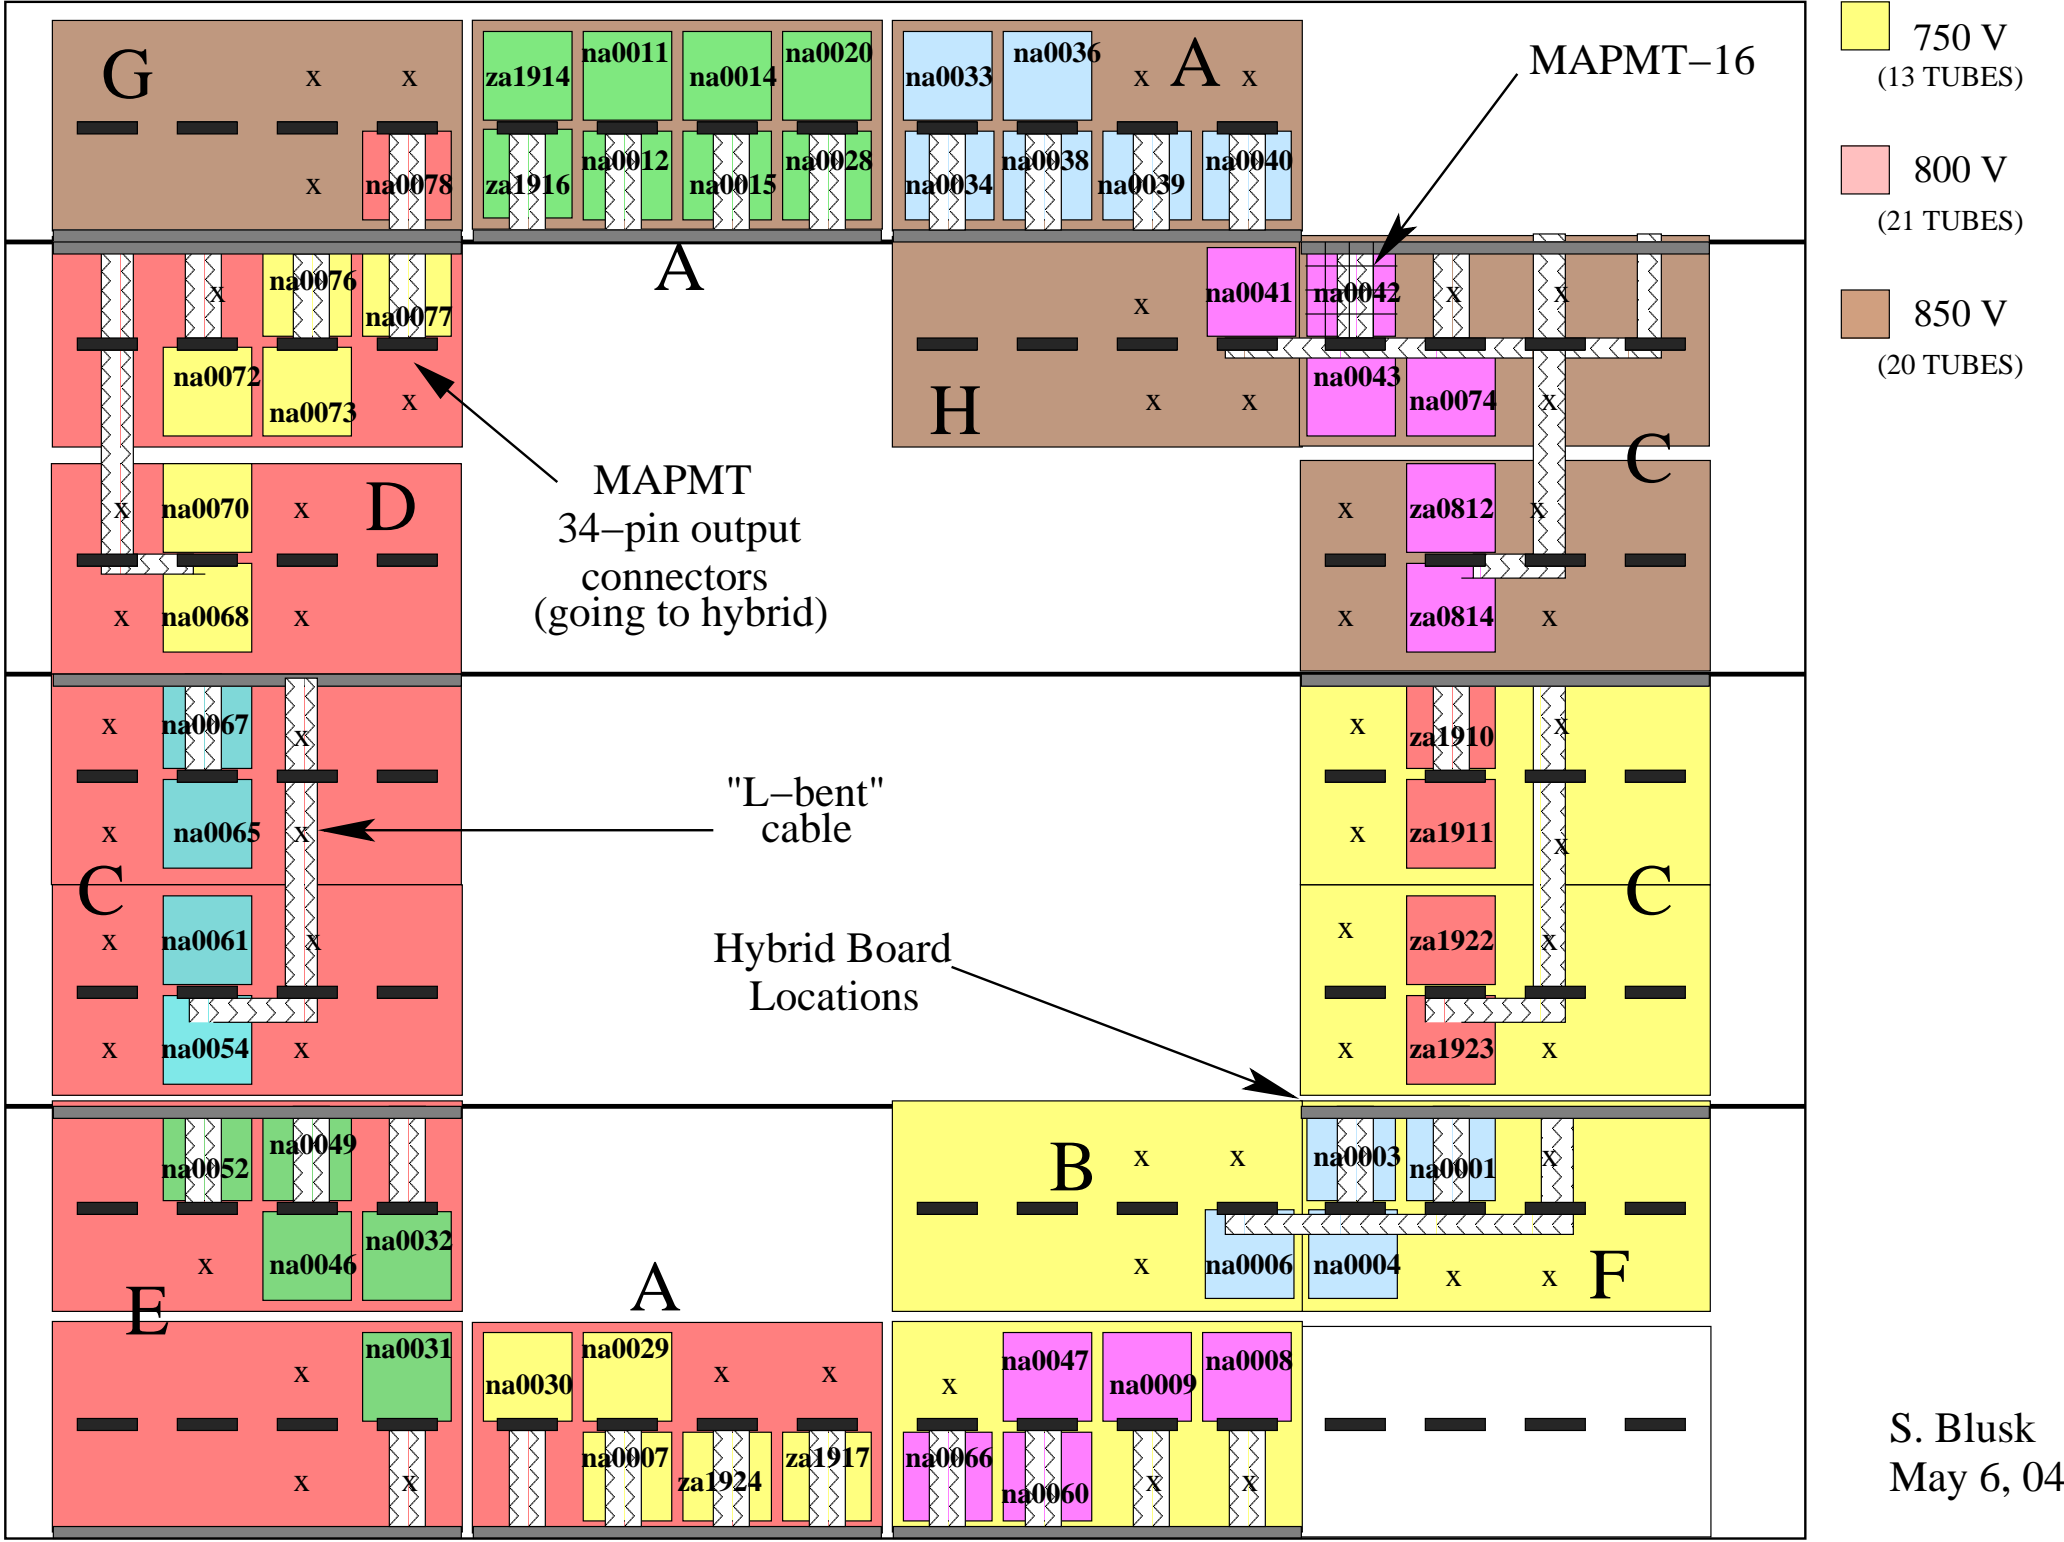 G x x za1914 na0011 na0014 na0020 na0033 na0036 x A x MAPMT−16 750 V
(13 TUBES)
x na0078 za1916 na0012 na0015 na0028 na0034 na0038 na0039 na0040 800 V
(21 TUBES)
A
x na0076 na0077 x na0041 na0042 x x 850 V
(20 TUBES)
na0072 na0073 x H x x na0043 na0074 x C
MAPMT
34−pin output
connectors
(going to hybrid)
x na0070 x D x za0812 x
x na0068 x x za0814 x
x na0067 x x za1910 x
"L−bent"
cable
x na0065 x x za1911 x
C C
x na0061 x x za1922 x
Hybrid Board
Locations
x na0054 x x za1923 x
na0052 na0049 B x x na0003 na0001 x
x na0046 na0032 x na0006 na0004 x x F
E A
x na0031 na0030 na0029 x x x na0047 na0009 na0008
x x na0007 za1924 za1917 na0066 na0060 x x
S. Blusk
May 6, 04